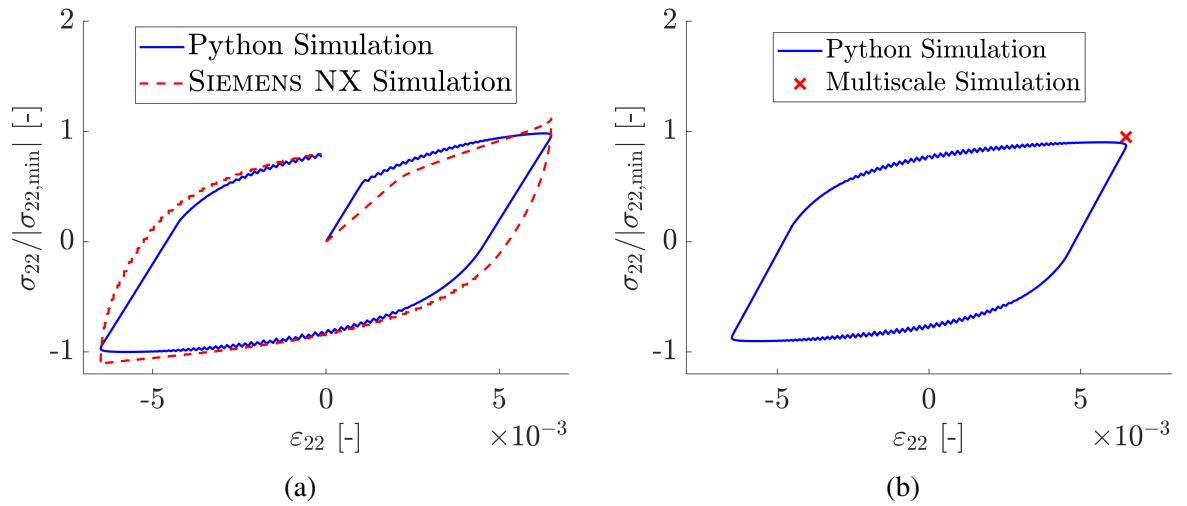 2
1
0
-1
σ22/|σ22,min| [-]
Python Simulation
SIEMENS NX Simulation
-5
0
5
ε22 [-]
×10−3
(a)
2
1
0
-1
σ22/|σ22,min| [-]
Python Simulation
Multiscale Simulation
-5
0
5
ε22 [-]
×10−3
(b)